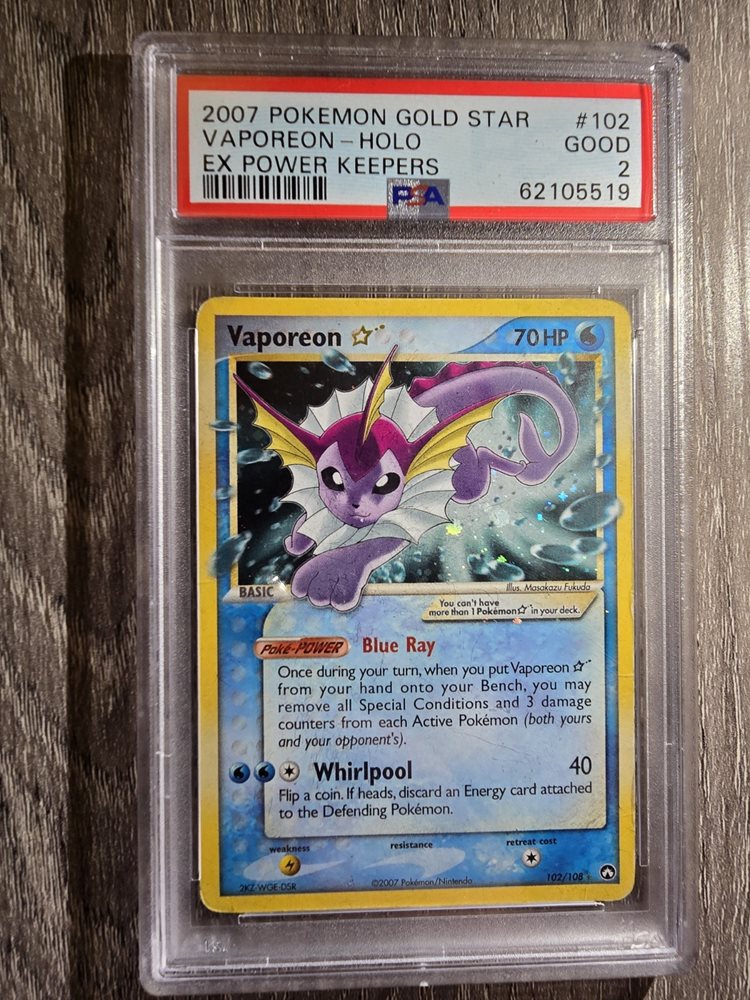 2007 POKEMON GOLD STAR #102
VAPOREON - HOLO GOOD
EX POWER KEEPERS 2
PSA 62105519
Vaporeon ☆ 70 HP
BASIC
Illus. Masakazu Fukuda
You can't have
more than 1 Pokémon ☆ in your deck.
Poké-POWER Blue Ray
Once during your turn, when you put Vaporeon ☆
from your hand onto your Bench, you may
remove all Special Conditions and 3 damage
counters from each Active Pokémon (both yours
and your opponent's).
Whirlpool 40
Flip a coin. If heads, discard an Energy card attached
to the Defending Pokémon.
weakness resistance retreat cost
2KZ-WGE-DSR ©2007 Pokémon/Nintendo 102/108